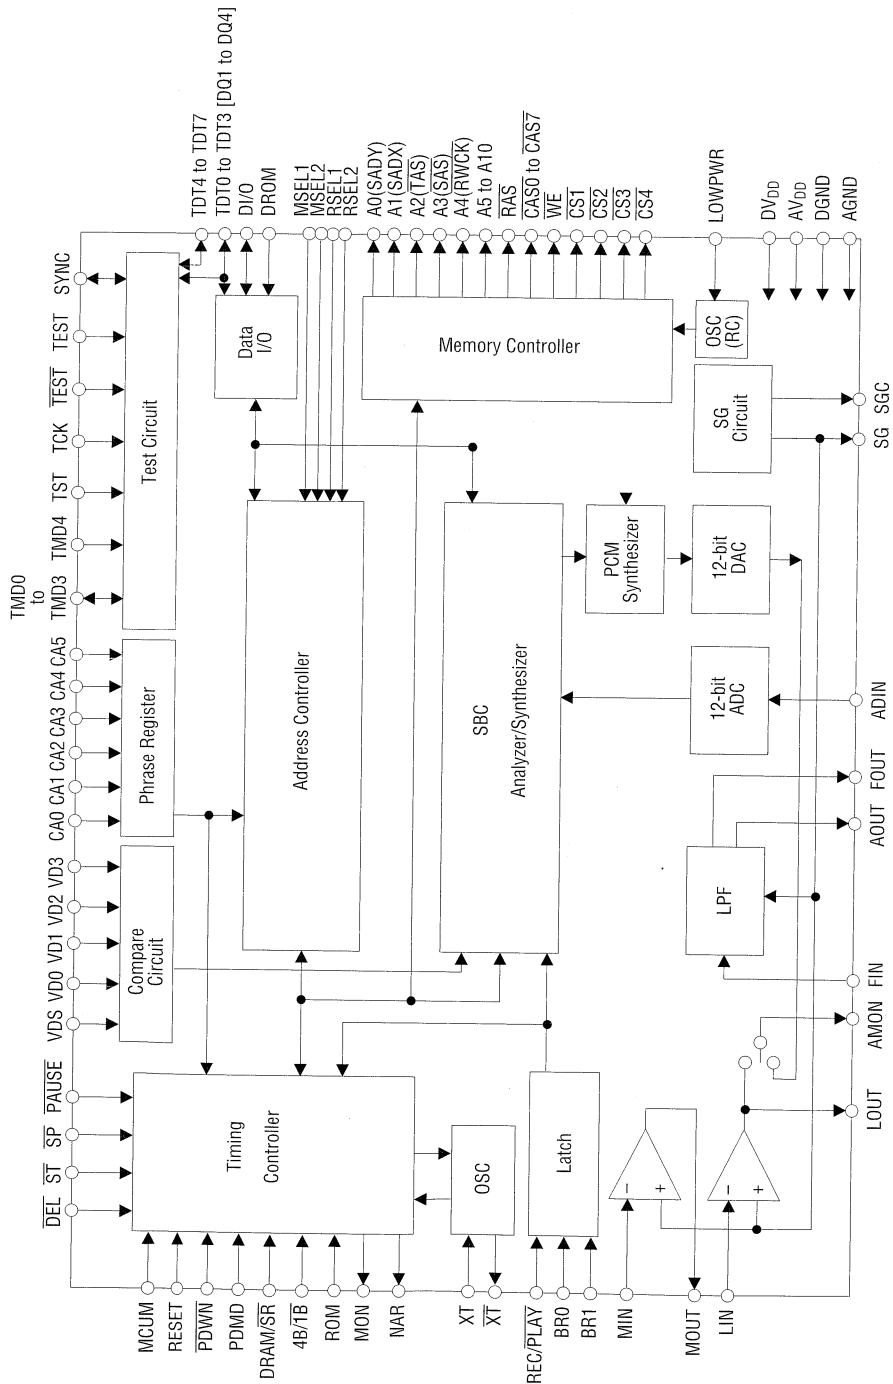 DEL
ST
SP
PAUSE
VDS
VD0
VD1
VD2
VD3
CA0
CA1
CA2
CA3
CA4
CA5
TMD0
to
TMD3
TMD4
TST
TCK
TEST
TEST
SYNC
MCUM
RESET
PDWN
PDMD
DRAM/SR
4B/1B
ROM
MON
NAR
XT
XT
REC/PLAY
BR0
BR1
MIN
MOUT
LIN
Timing
Controller
Compare
Circuit
Phrase Register
Test Circuit
Address Controller
Data
I/O
OSC
Latch
SBC
Analyzer/Synthesizer
Memory Controller
PCM
Synthesizer
OSC
(RC)
SG
Circuit
12-bit
DAC
12-bit
ADC
LPF
−
+
−
+
TDT4 to TDT7
TDT0 to TDT3 [DQ1 to DQ4]
DI/O
DROM
MSEL1
MSEL2
RSEL1
RSEL2
A0(SADY)
A1(SADX)
A2(TAS)
A3(SAS)
A4(RWCK)
A5 to A10
RAS
CAS0 to CAS7
WE
CS1
CS2
CS3
CS4
LOWPWR
DVDD
AVDD
DGND
AGND
LOUT
AMON
FIN
AOUT
FOUT
ADIN
SG
SGC